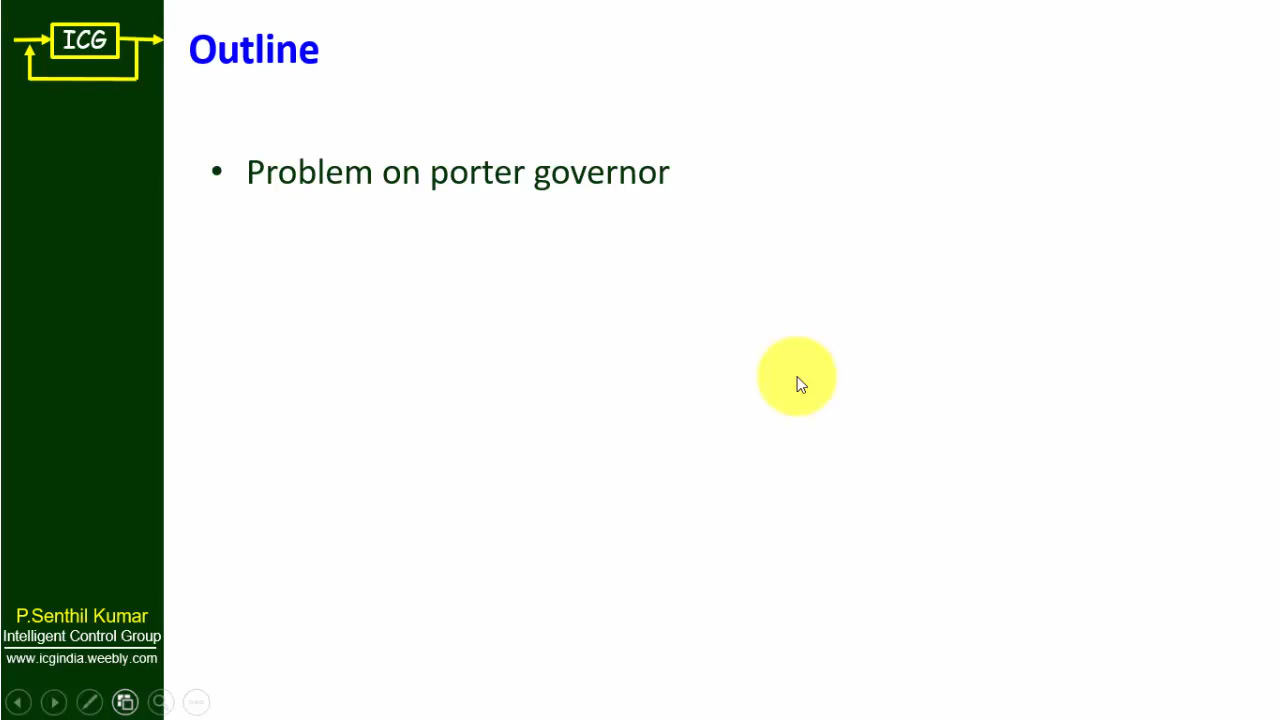 ICG
Outline
• Problem on porter governor
P.Senthil Kumar
Intelligent Control Group
www.icgindia.weebly.com